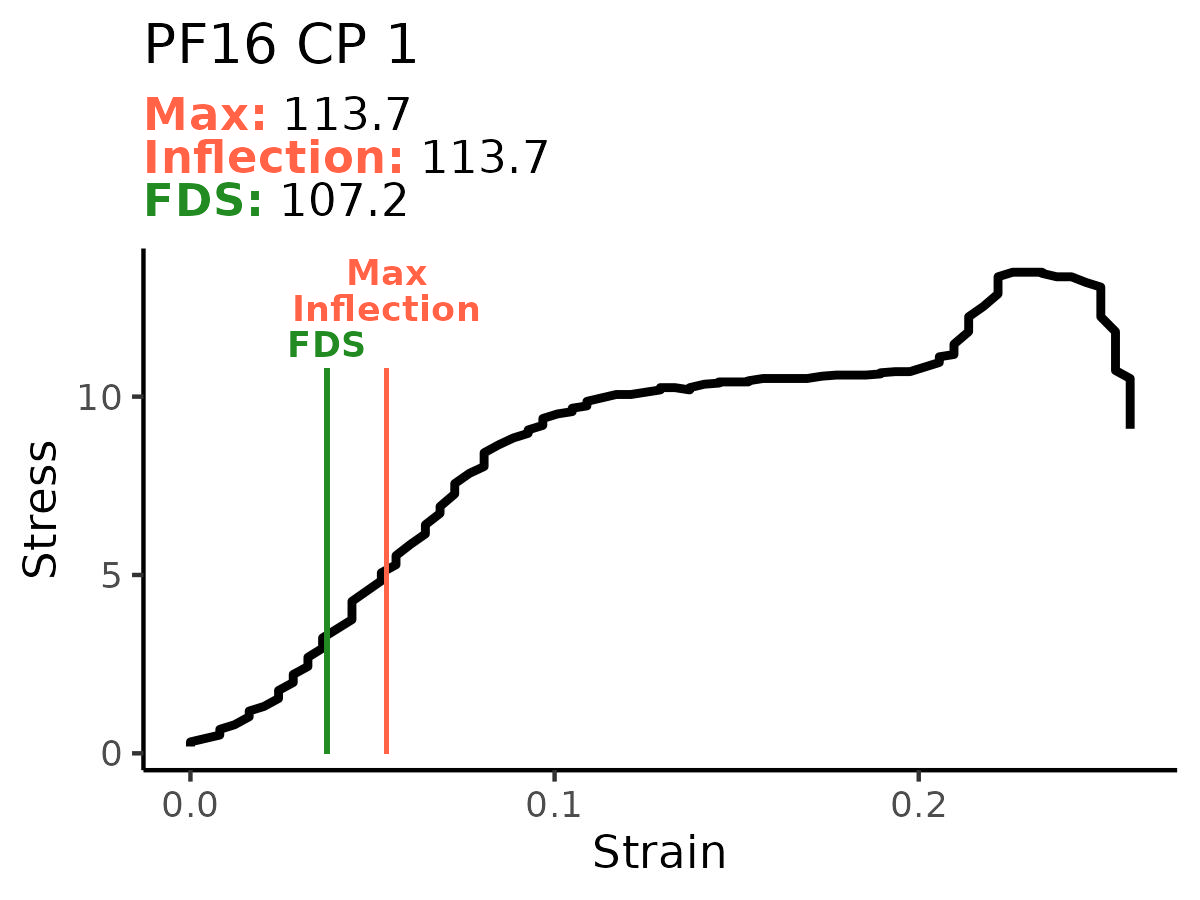 PF16 CP 1
Max: 113.7
Inflection: 113.7
FDS: 107.2
Max
Inflection
FDS
10
5
0
Stress
0.0 0.1 0.2
Strain